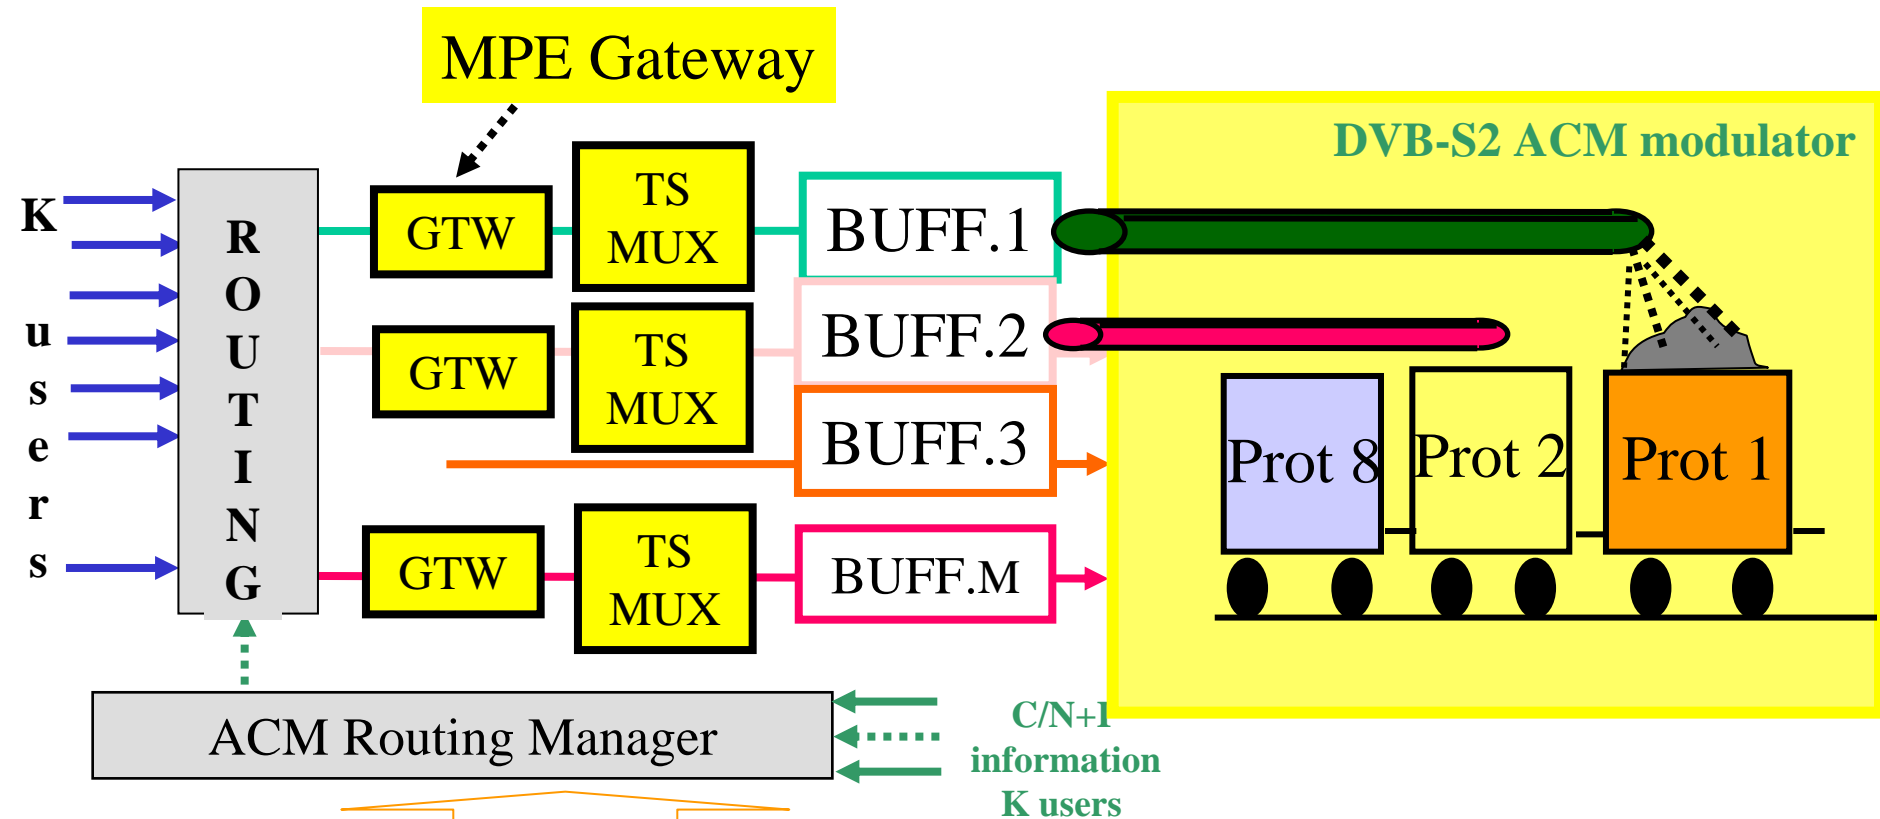 MPE Gateway
DVB-S2 ACM modulator
K
u
s
e
r
s
R
O
U
T
I
N
G
GTW
TS
MUX
BUFF.1
GTW
TS
MUX
BUFF.2
BUFF.3
GTW
TS
MUX
BUFF.M
Prot 8
Prot 2
Prot 1
ACM Routing Manager
C/N+I
information
K users